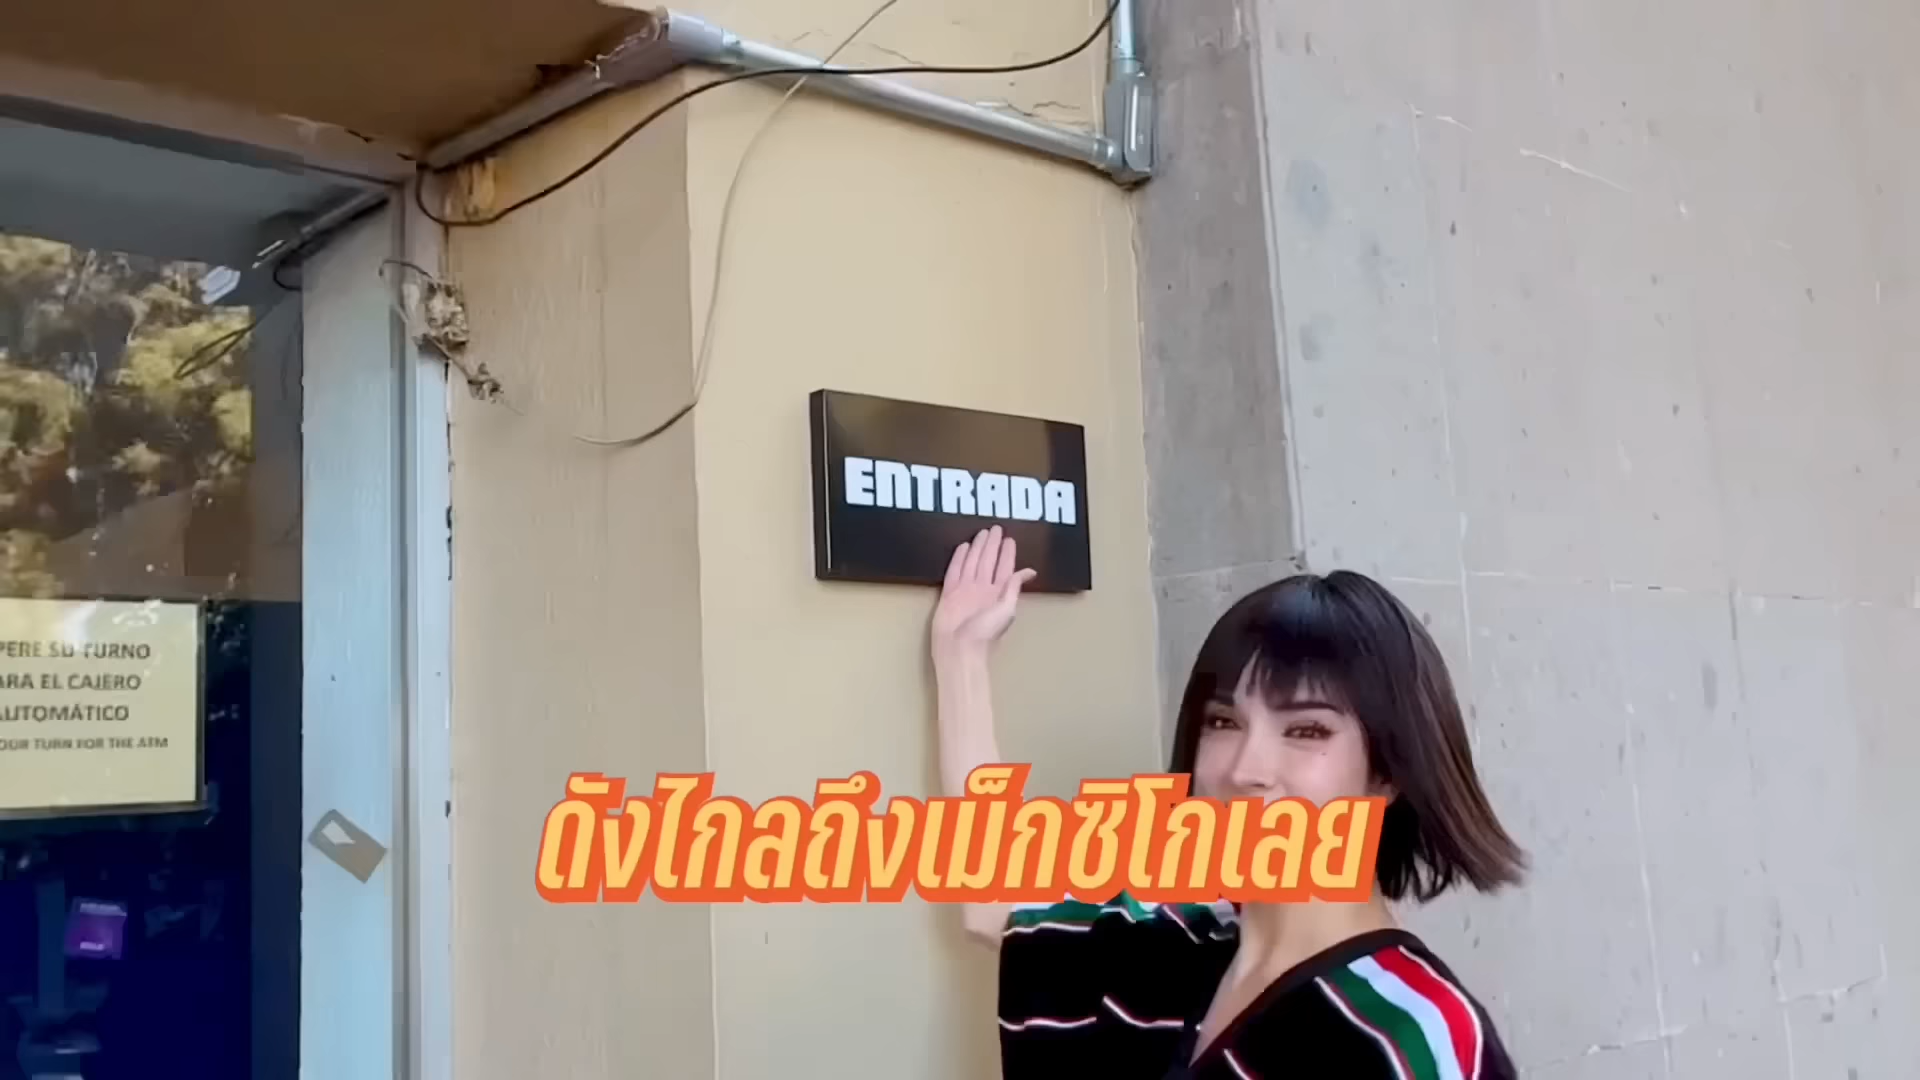 ENTRADA
PERE SU TURNO
ARA EL CAJERO
AUTOMÁTICO
OUR TURN FOR THE ATM
ดังไกลถึงเม็กซิโกเลย